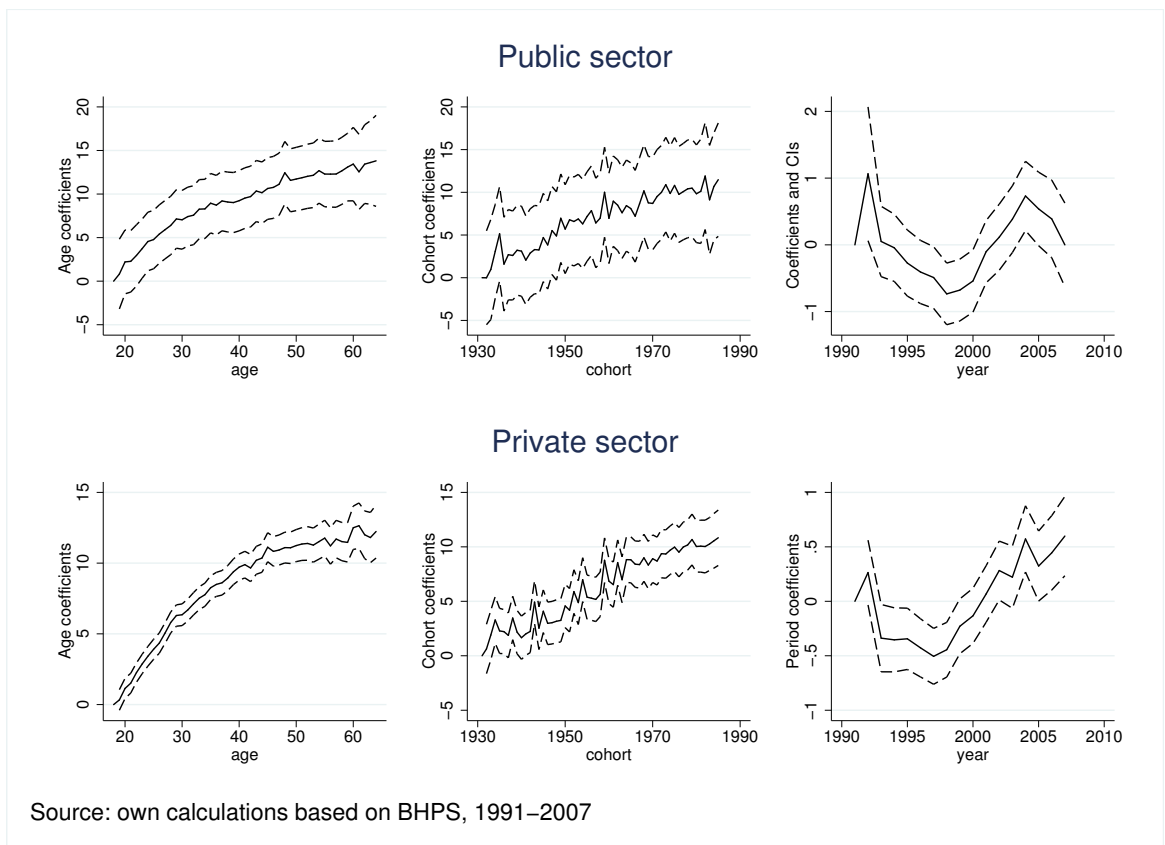 Public sector
Age coefficients
−5 0 5 10 15 20
20 30 40 50 60
age
Cohort coefficients
−5 0 5 10 15 20
1930 1950 1970 1990
cohort
Coefficients and CIs
−1 0 1 2
1990 1995 2000 2005 2010
year
Private sector
Age coefficients
0 5 10 15
20 30 40 50 60
age
Cohort coefficients
−5 0 5 10 15
1930 1950 1970 1990
cohort
Period coefficients
−1 −.5 0 .5 1
1990 1995 2000 2005 2010
year
Source: own calculations based on BHPS, 1991−2007